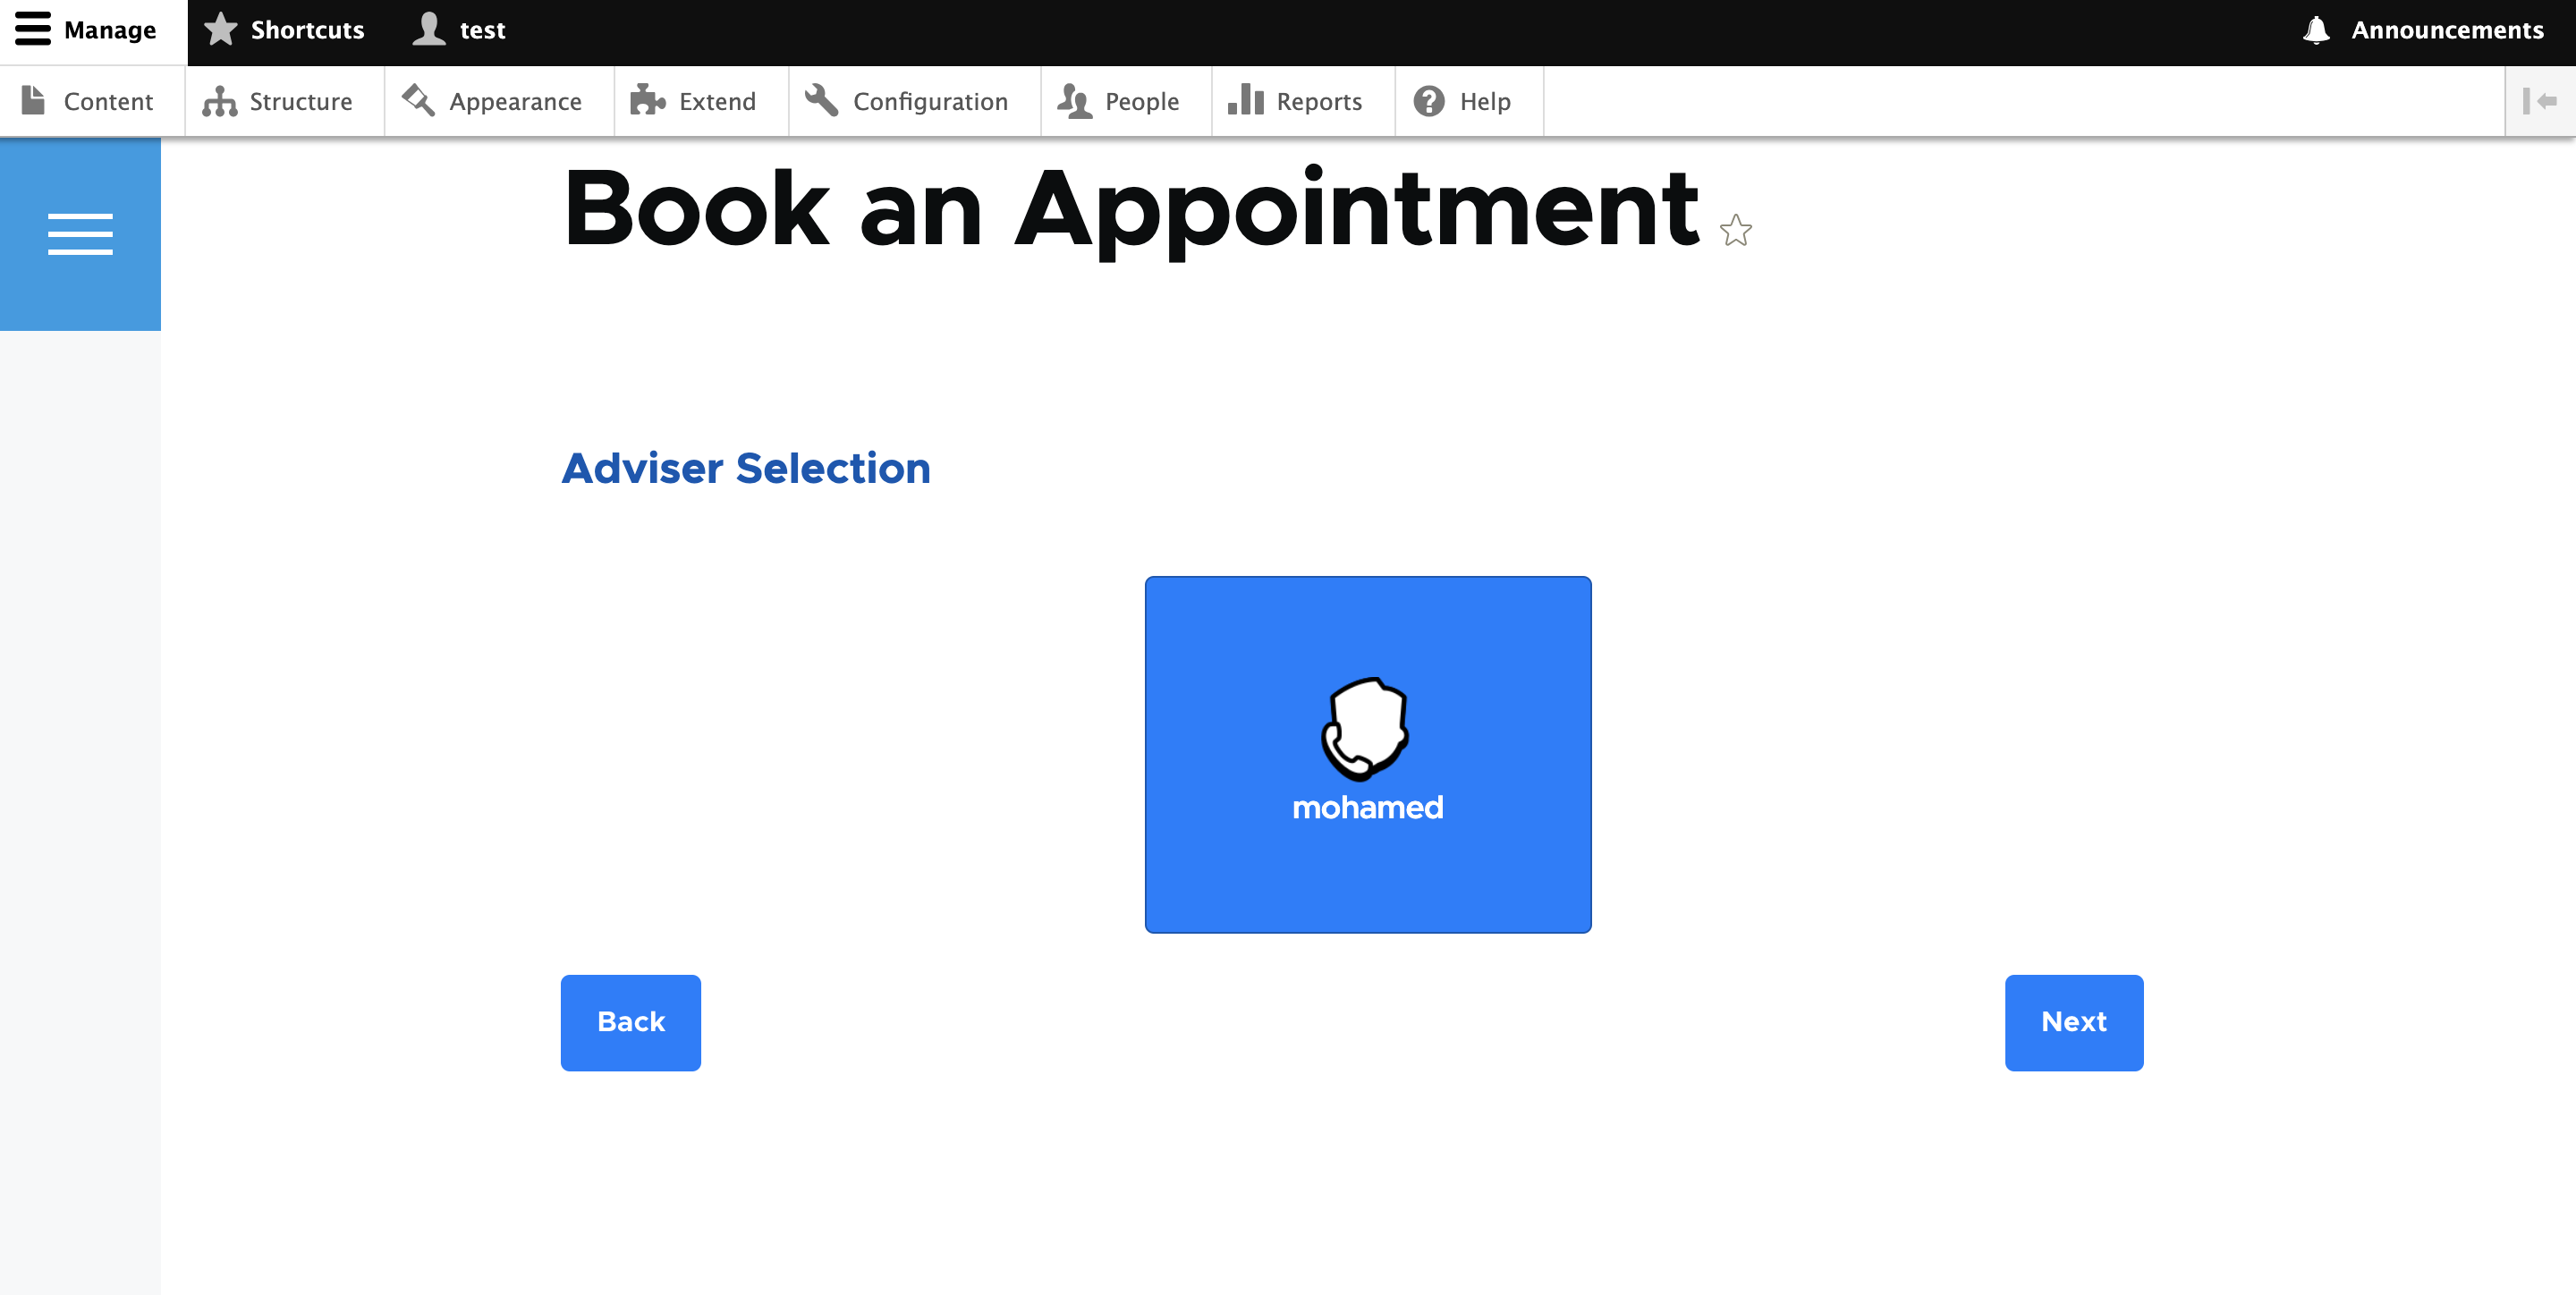 Manage Shortcuts test Announcements
Content Structure Appearance Extend Configuration People Reports Help
Book an Appointment
Adviser Selection
mohamed
Back Next